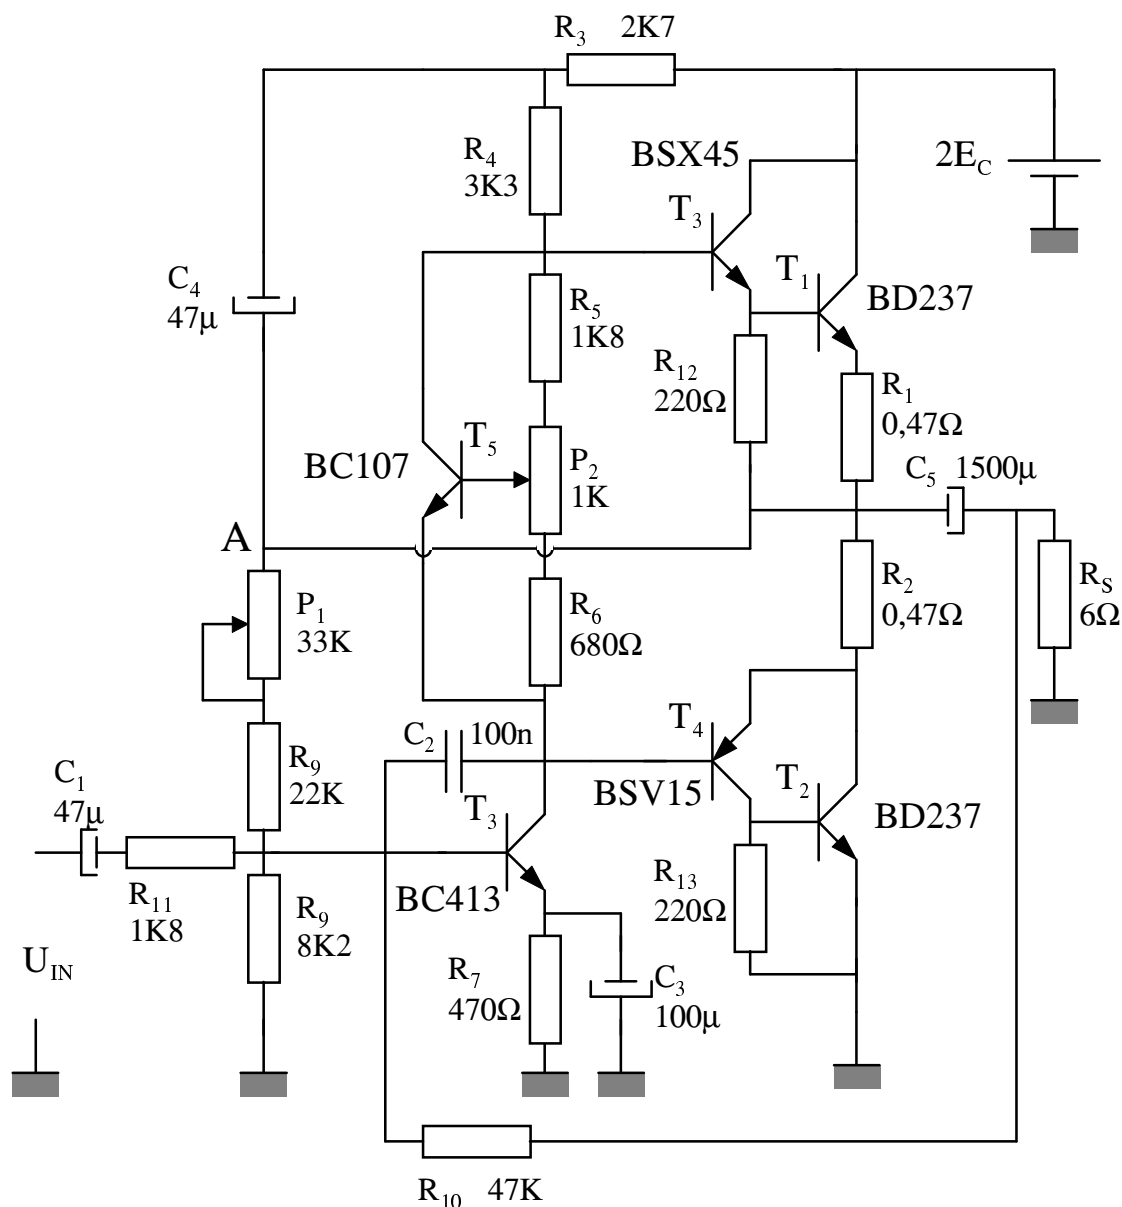 R3 2K7
R4
3K3
BSX45
2EC
T3
C4
47μ
R5
1K8
T1
BD237
R12
220Ω
R1
0,47Ω
T5
BC107
P2
1K
C5 1500μ
A
P1
33K
R6
680Ω
R2
0,47Ω
RS
6Ω
C2 100n
T4
BSV15
C1
47μ
R9
22K
T3
T2
BD237
R11
1K8
BC413
R9
8K2
R13
220Ω
UIN
R7
470Ω
C3
100μ
R10 47K